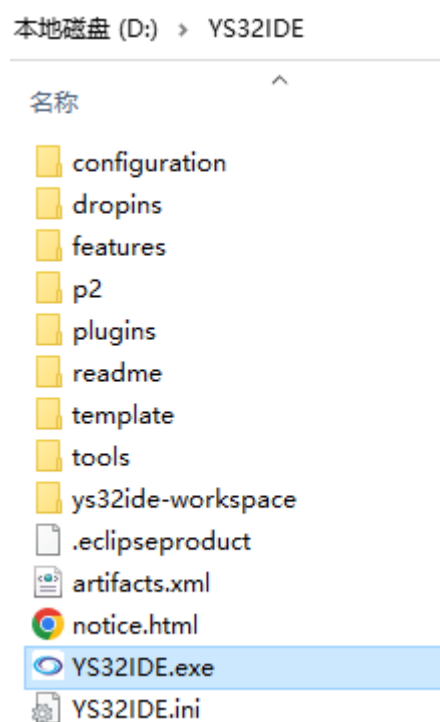 本地磁盘 (D:) › YS32IDE
名称
configuration
dropins
features
p2
plugins
readme
template
tools
ys32ide-workspace
.eclipseproduct
artifacts.xml
notice.html
YS32IDE.exe
YS32IDE.ini